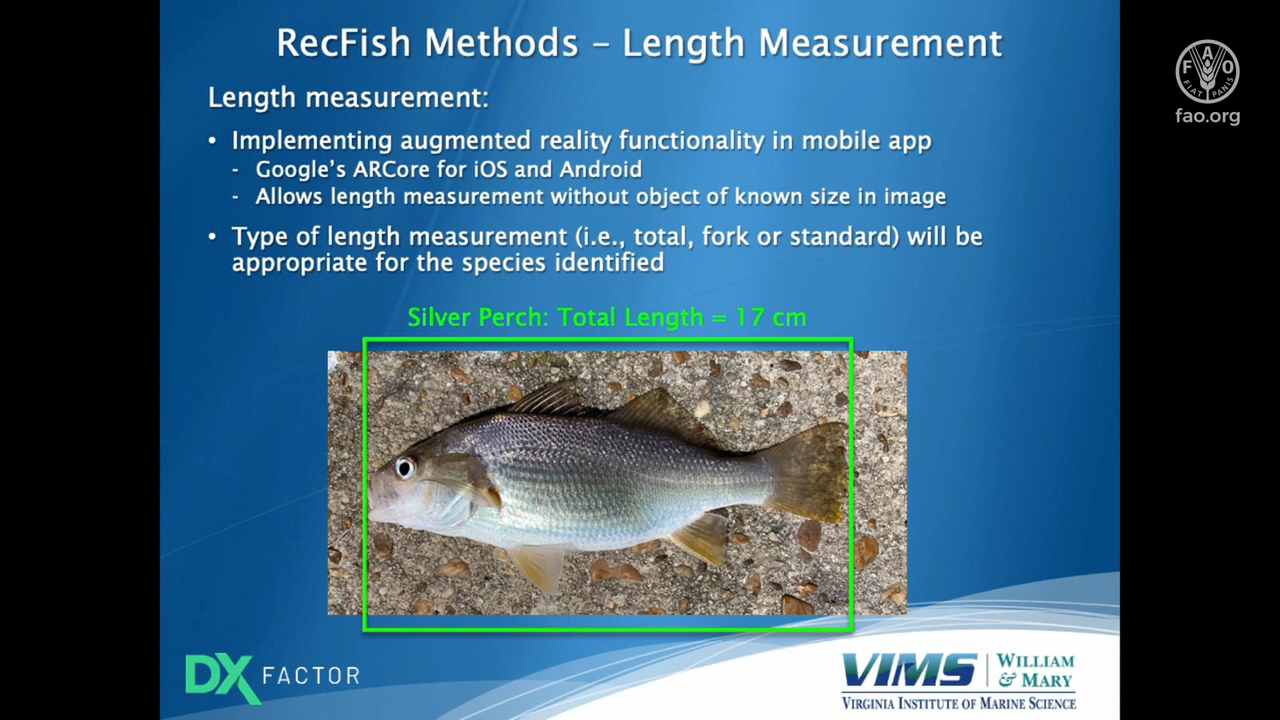 RecFish Methods – Length Measurement
Length measurement:
• Implementing augmented reality functionality in mobile app
- Google's ARCore for iOS and Android
- Allows length measurement without object of known size in image
• Type of length measurement (i.e., total, fork or standard) will be
appropriate for the species identified
Silver Perch: Total Length = 17 cm
FAO
FIAT PANIS
fao.org
DX FACTOR
VIMS
WILLIAM
& MARY
VIRGINIA INSTITUTE OF MARINE SCIENCE